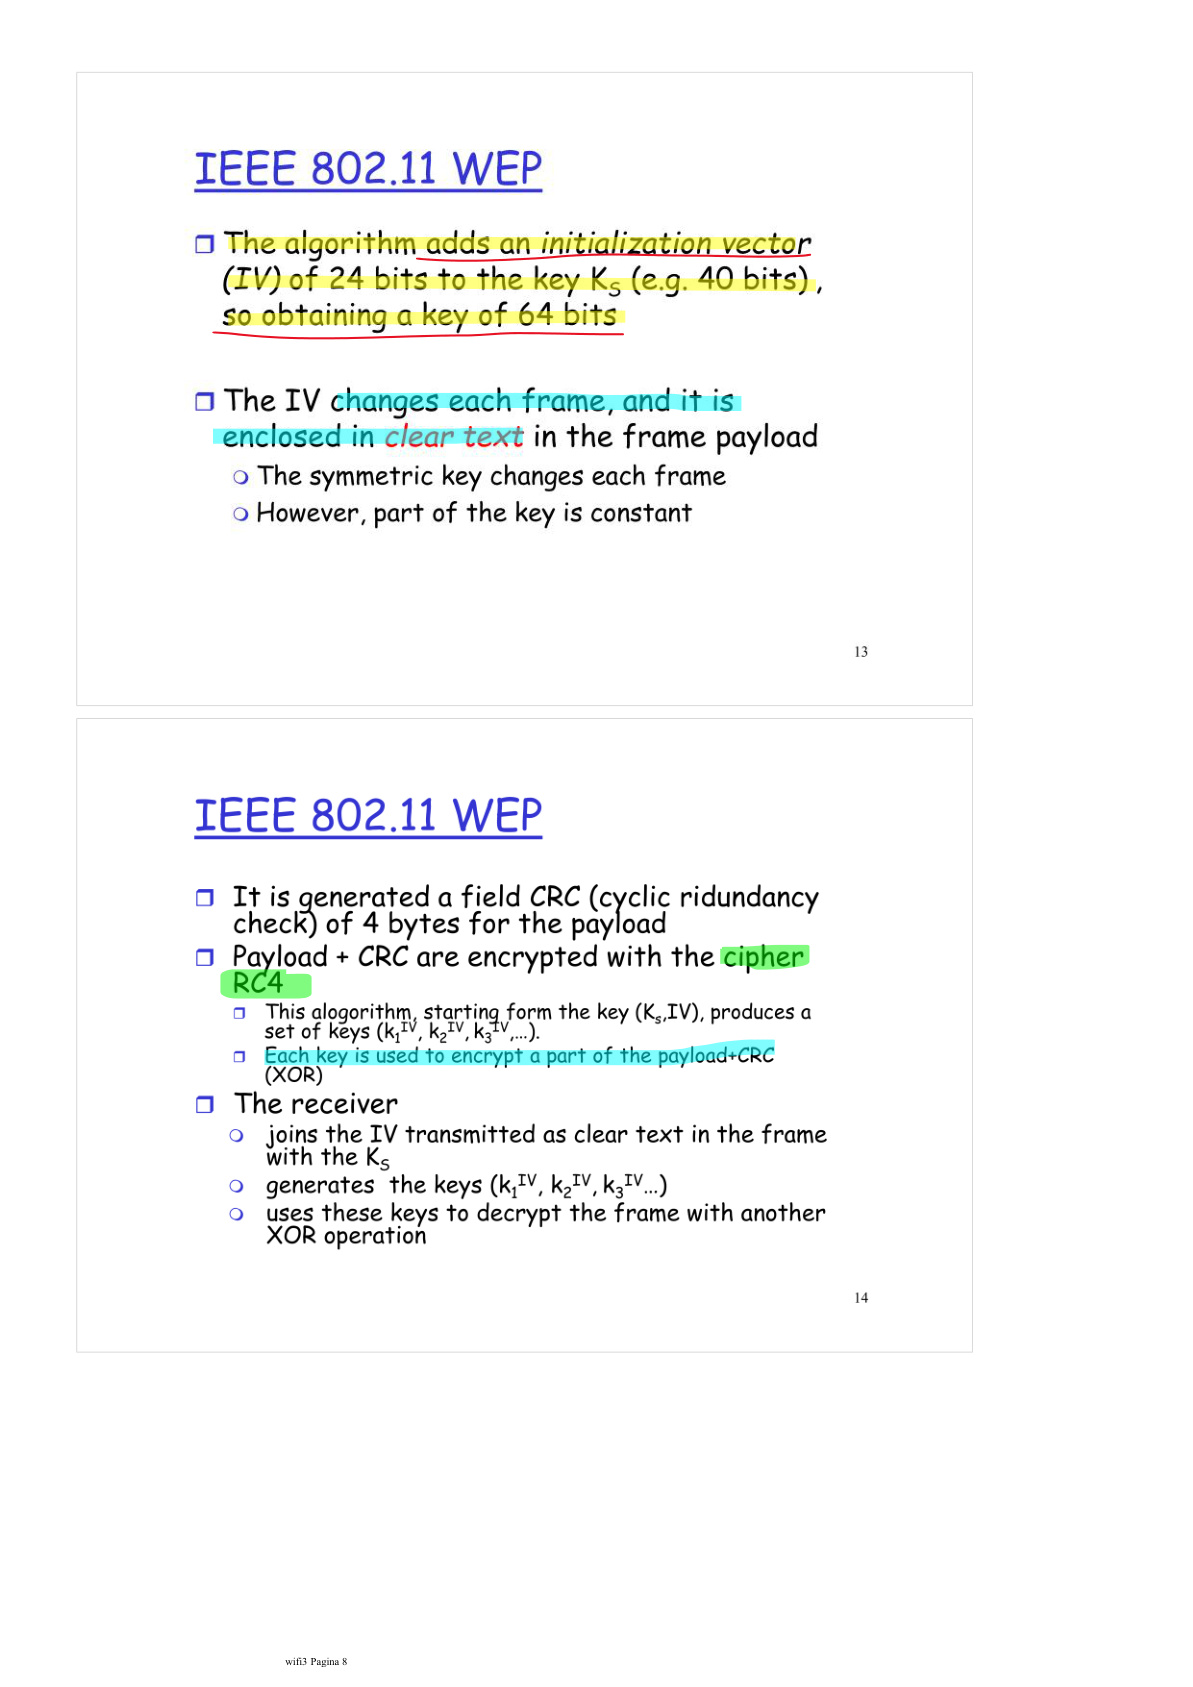 IEEE 802.11 WEP
The algorithm adds an initialization vector
(IV) of 24 bits to the key KS (e.g. 40 bits) ,
so obtaining a key of 64 bits
The IV changes each frame, and it is
enclosed in clear text in the frame payload
The symmetric key changes each frame
However, part of the key is constant
13
IEEE 802.11 WEP
It is generated a field CRC (cyclic ridundancy
check) of 4 bytes for the payload
Payload + CRC are encrypted with the cipher
RC4
This alogorithm, starting form the key (Ks,IV), produces a
set of keys (k1IV, k2IV, k3IV,...).
Each key is used to encrypt a part of the payload+CRC
(XOR)
The receiver
joins the IV transmitted as clear text in the frame
with the KS
generates the keys (k1IV, k2IV, k3IV...)
uses these keys to decrypt the frame with another
XOR operation
14
wifi3 Pagina 8